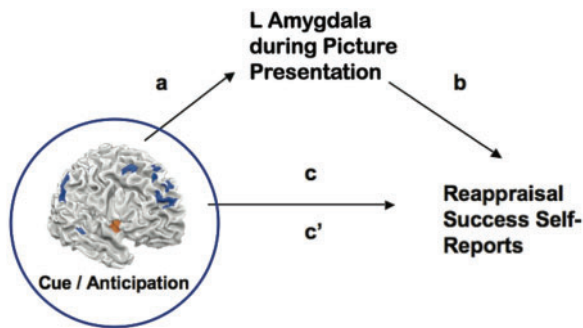 L Amygdala
during Picture
Presentation
a
b
c
c'
Reappraisal
Success Self-
Reports
Cue / Anticipation